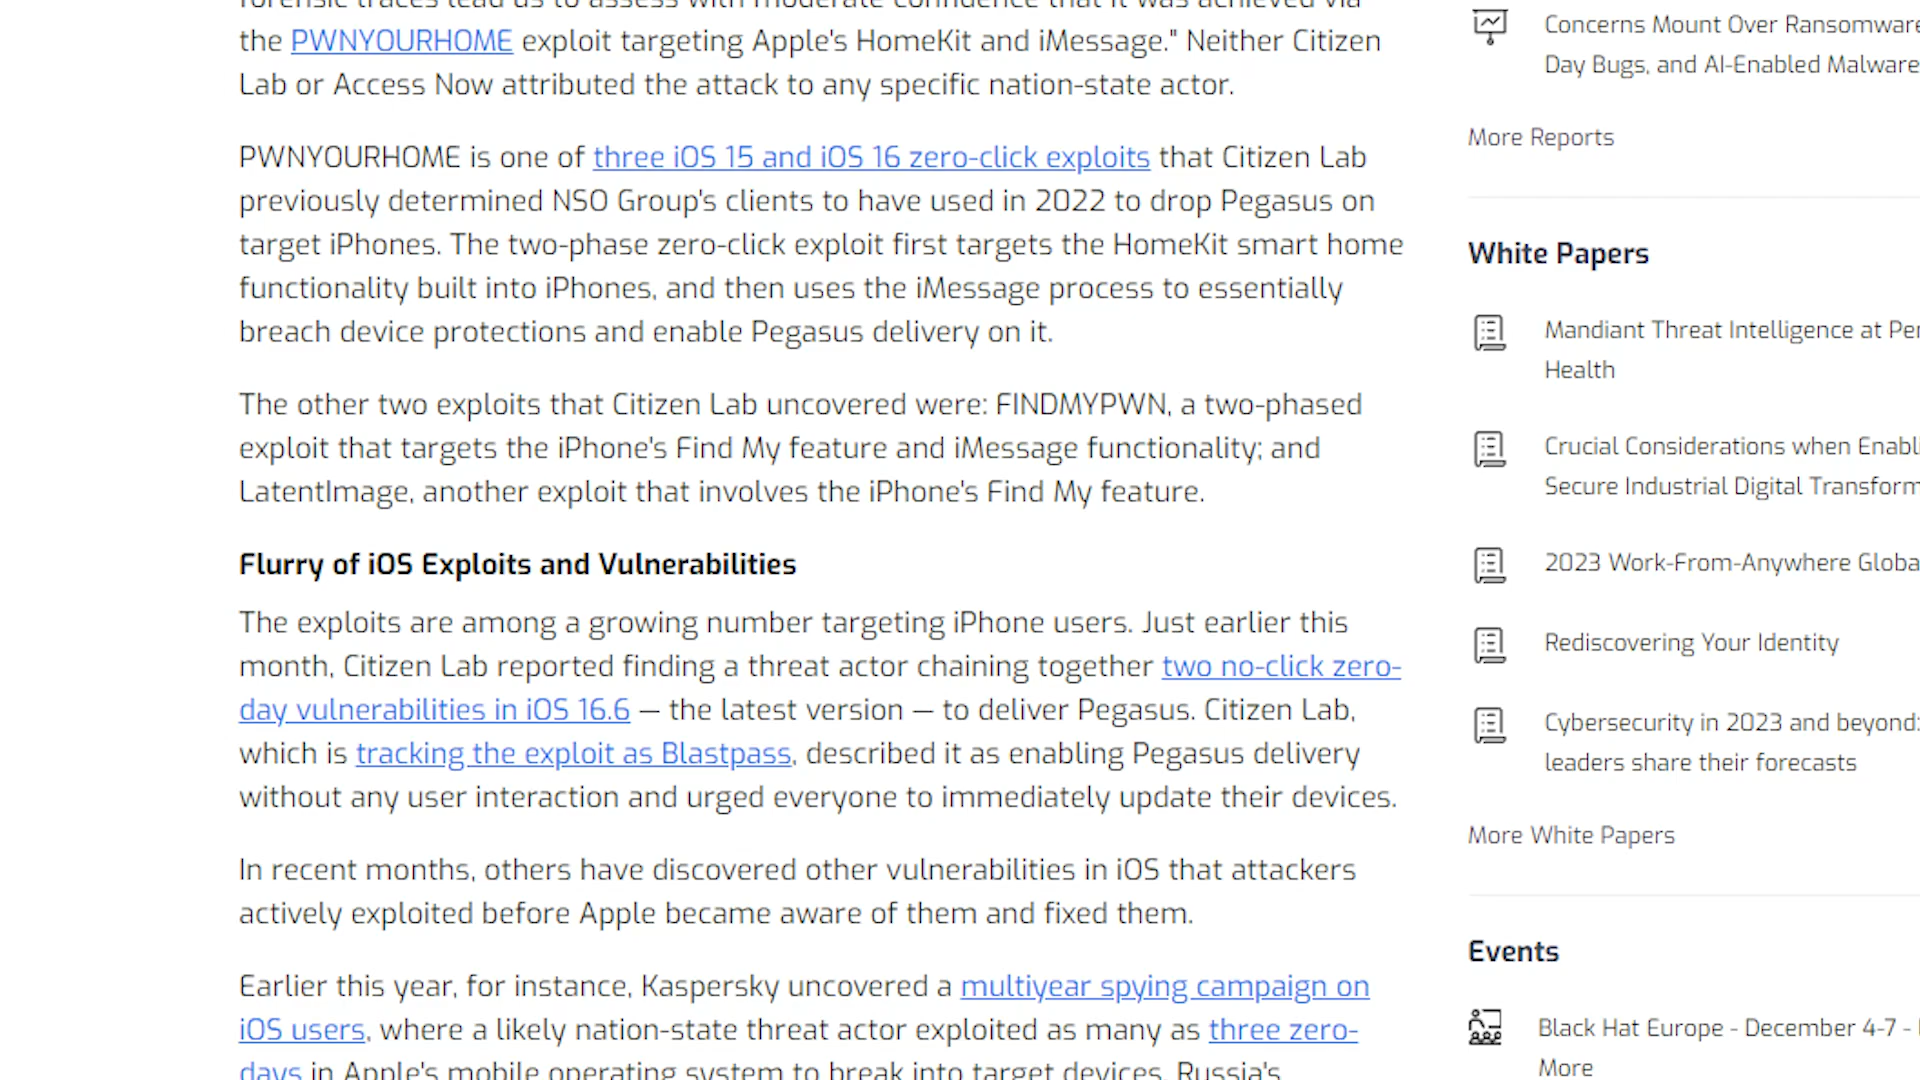 the PWNYOURHOME exploit targeting Apple's HomeKit and iMessage." Neither Citizen
Lab or Access Now attributed the attack to any specific nation-state actor.
PWNYOURHOME is one of three iOS 15 and iOS 16 zero-click exploits that Citizen Lab
previously determined NSO Group's clients to have used in 2022 to drop Pegasus on
target iPhones. The two-phase zero-click exploit first targets the HomeKit smart home
functionality built into iPhones, and then uses the iMessage process to essentially
breach device protections and enable Pegasus delivery on it.
The other two exploits that Citizen Lab uncovered were: FINDMYPWN, a two-phased
exploit that targets the iPhone's Find My feature and iMessage functionality; and
LatentImage, another exploit that involves the iPhone's Find My feature.
Flurry of iOS Exploits and Vulnerabilities
The exploits are among a growing number targeting iPhone users. Just earlier this
month, Citizen Lab reported finding a threat actor chaining together two no-click zero-
day vulnerabilities in iOS 16.6 — the latest version — to deliver Pegasus. Citizen Lab,
which is tracking the exploit as Blastpass, described it as enabling Pegasus delivery
without any user interaction and urged everyone to immediately update their devices.
In recent months, others have discovered other vulnerabilities in iOS that attackers
actively exploited before Apple became aware of them and fixed them.
Earlier this year, for instance, Kaspersky uncovered a multiyear spying campaign on
iOS users, where a likely nation-state threat actor exploited as many as three zero-
days in Apple's mobile operating system to break into target devices. Russia's
Concerns Mount Over Ransomware
Day Bugs, and AI-Enabled Malware
More Reports
White Papers
Mandiant Threat Intelligence at
Health
Crucial Considerations when
Secure Industrial Digital
2023 Work-From-Anywhere
Rediscovering Your Identity
Cybersecurity in 2023 and beyond:
leaders share their forecasts
More White Papers
Events
Black Hat Europe - December 4-7 -
More